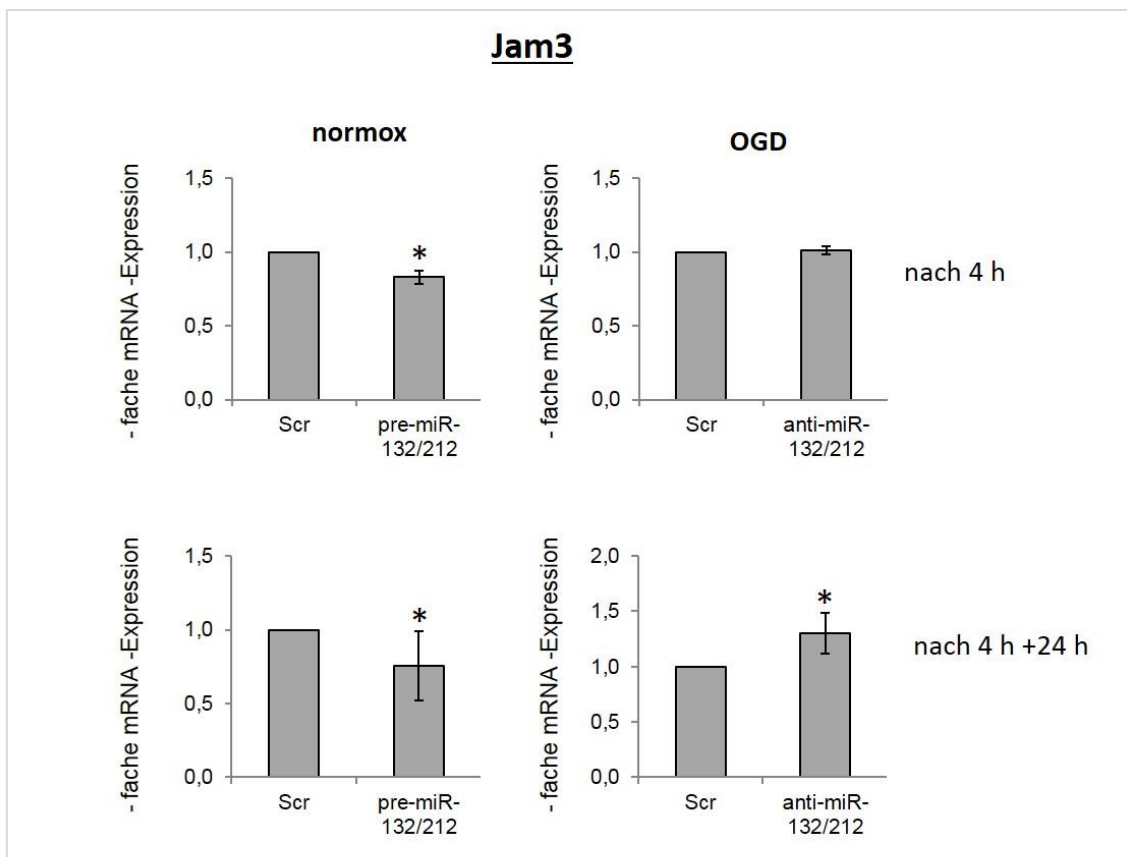 Jam3
normox
OGD
- fache mRNA -Expression
1,5
1,0
0,5
0,0
*
Scr
pre-miR-
132/212
- fache mRNA -Expression
1,5
1,0
0,5
0,0
Scr
anti-miR-
132/212
nach 4 h
- fache mRNA -Expression
1,5
1,0
0,5
0,0
*
Scr
pre-miR-
132/212
- fache mRNA -Expression
2,0
1,5
1,0
0,5
0,0
*
Scr
anti-miR-
132/212
nach 4 h +24 h